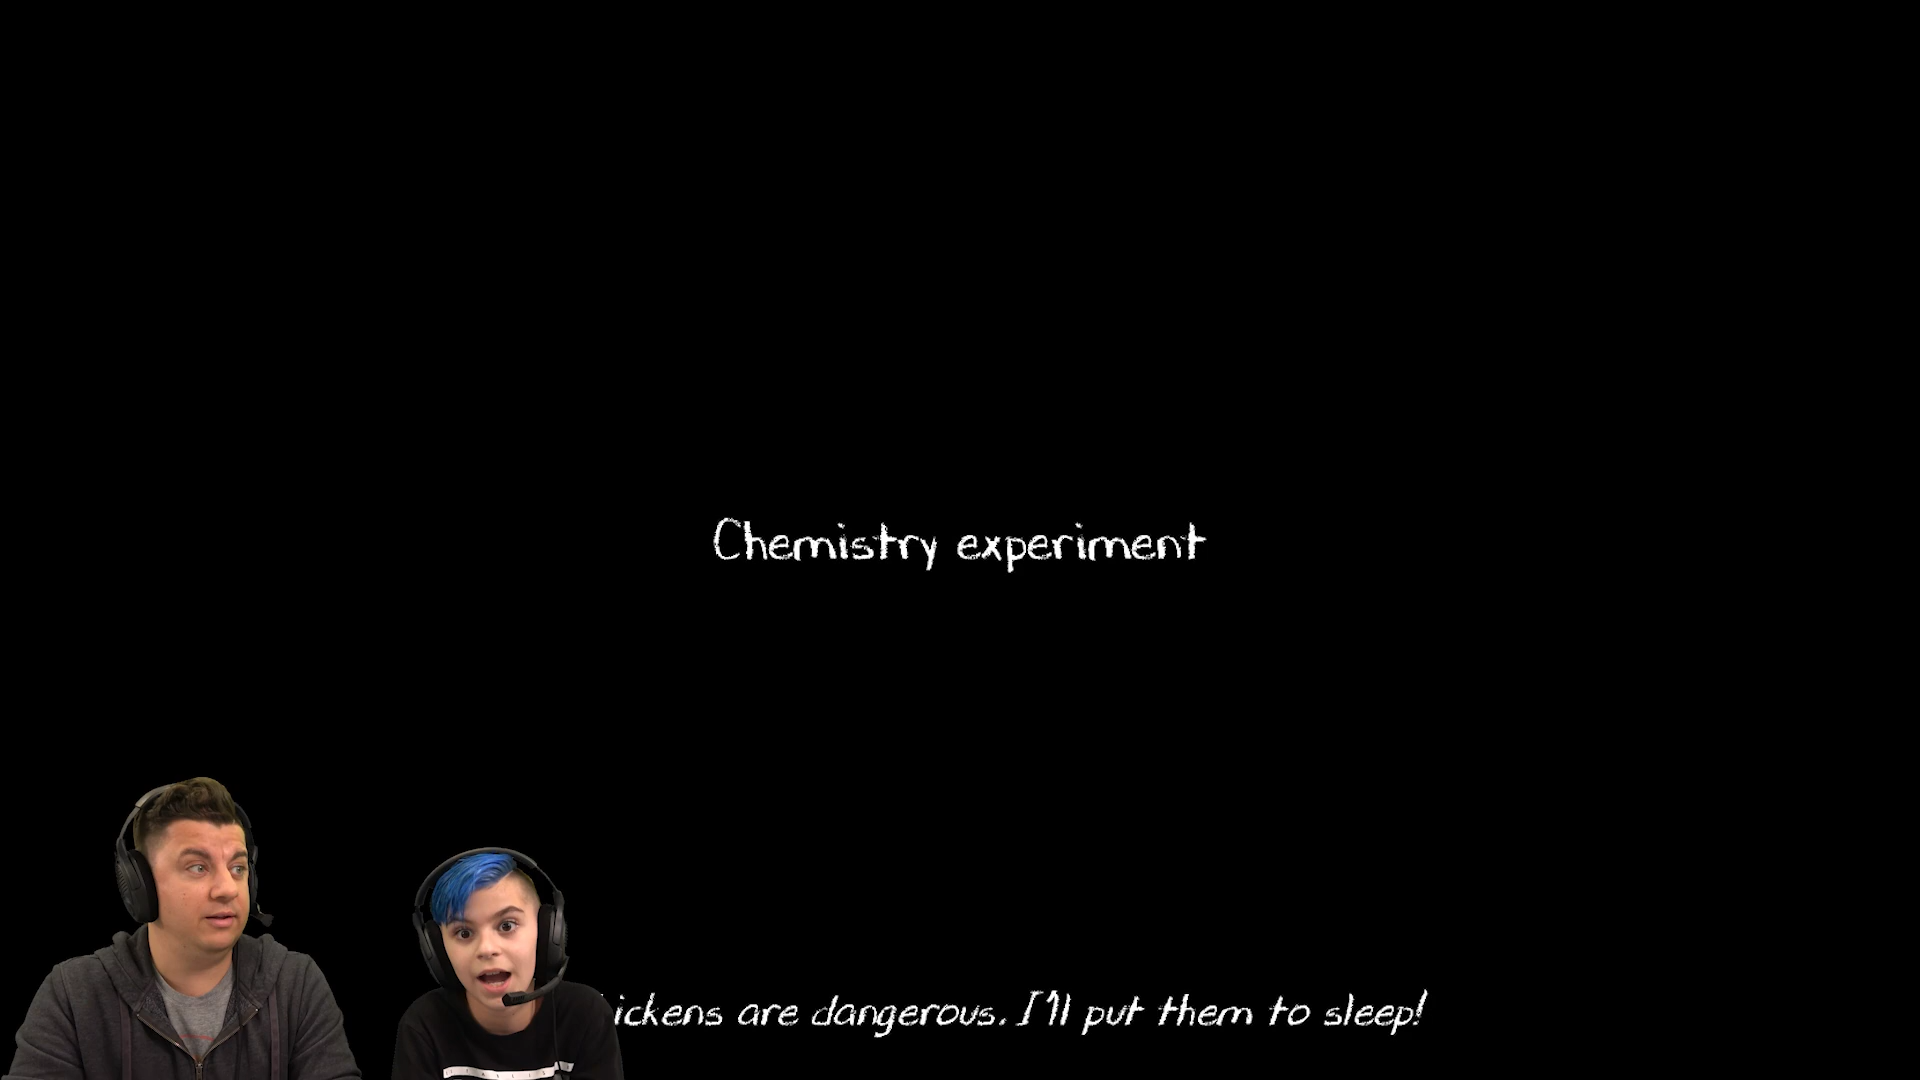 Chemistry experiment
ickens are dangerous. I'll put them to sleep!